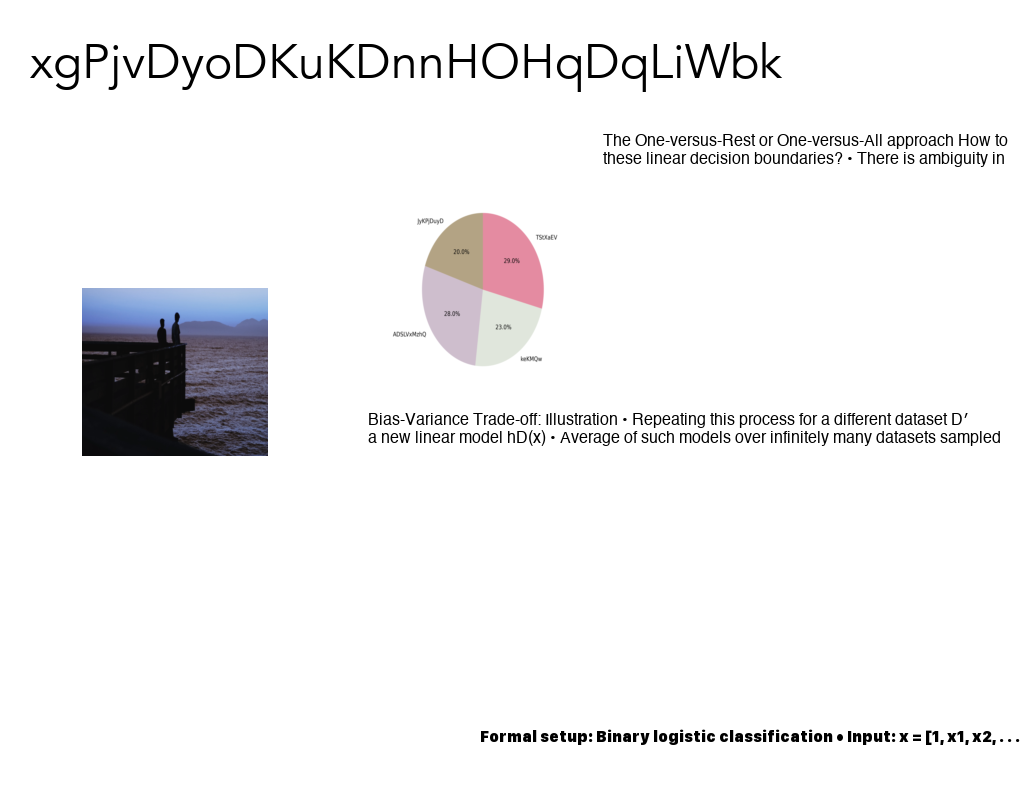 xgPjvDyoDKuKDnnHOHqDqLiWbk
The One-versus-Rest or One-versus-All approach How to
these linear decision boundaries? • There is ambiguity in
JyKPjDuyD
TStXaEV
20.0%
29.0%
28.0%
23.0%
ADSLVxMzhQ
keKMQw
Bias-Variance Trade-off: Illustration • Repeating this process for a different dataset D′
a new linear model hD(x) • Average of such models over infinitely many datasets sampled
Formal setup: Binary logistic classification • Input: x = [1, x1, x2, . . .